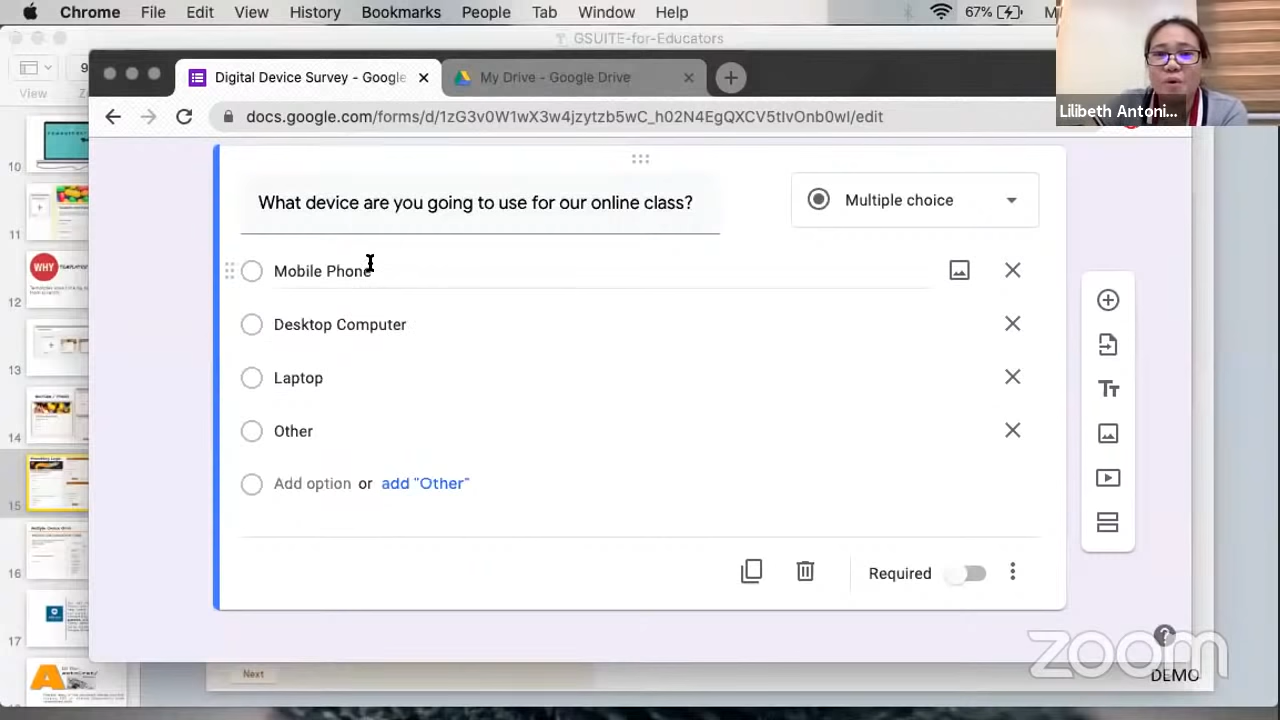 Chrome File Edit View History Bookmarks People Tab Window Help 67%
GSUITE-for-Educators
View
Digital Device Survey - Google
My Drive - Google Drive
docs.google.com/forms/d/1zG3v0W1wX3w4jzytzb5wC_h02N4EgQXCV5tIvOnb0wI/edit
Lilibeth Antoni...
What device are you going to use for our online class?
Multiple choice
Mobile Phone
Desktop Computer
Laptop
Other
Add option or add "Other"
Required
10
11
WHY
12
13
14
15
16
17
A
Next
zoom
DEMO